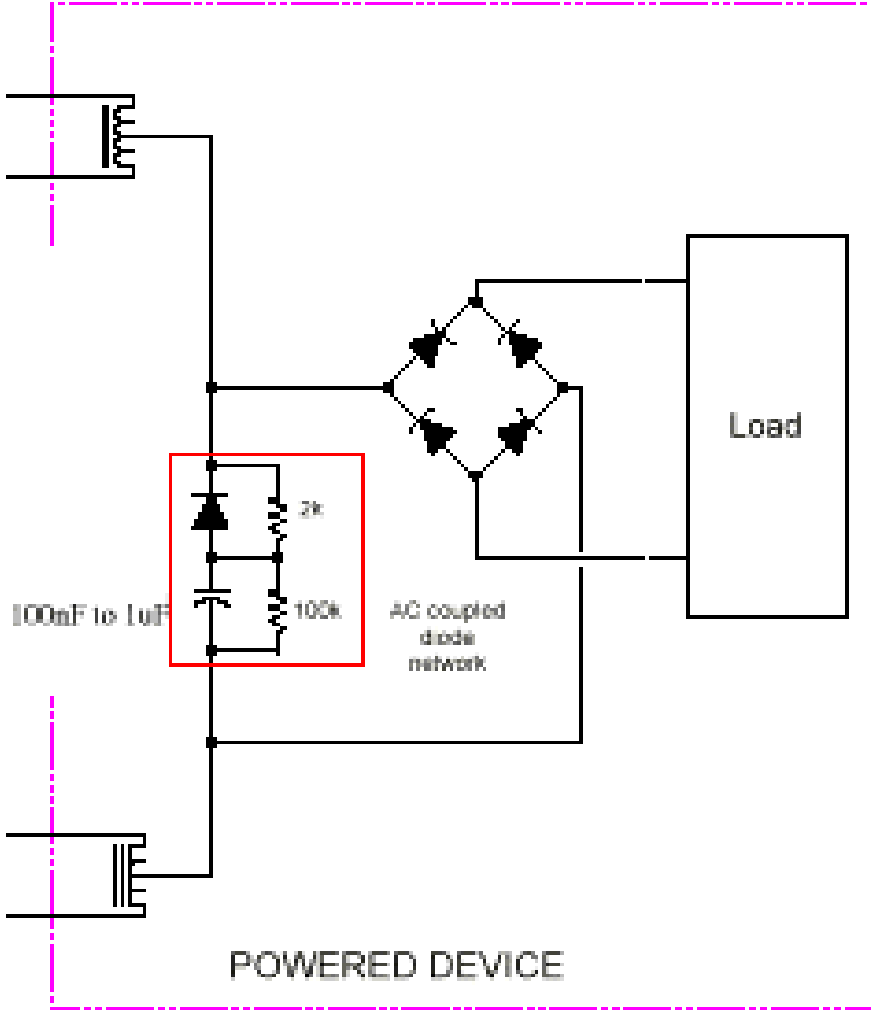 Load
2k
100nF to 1uF
100k
AC coupled
diode
network
POWERED DEVICE